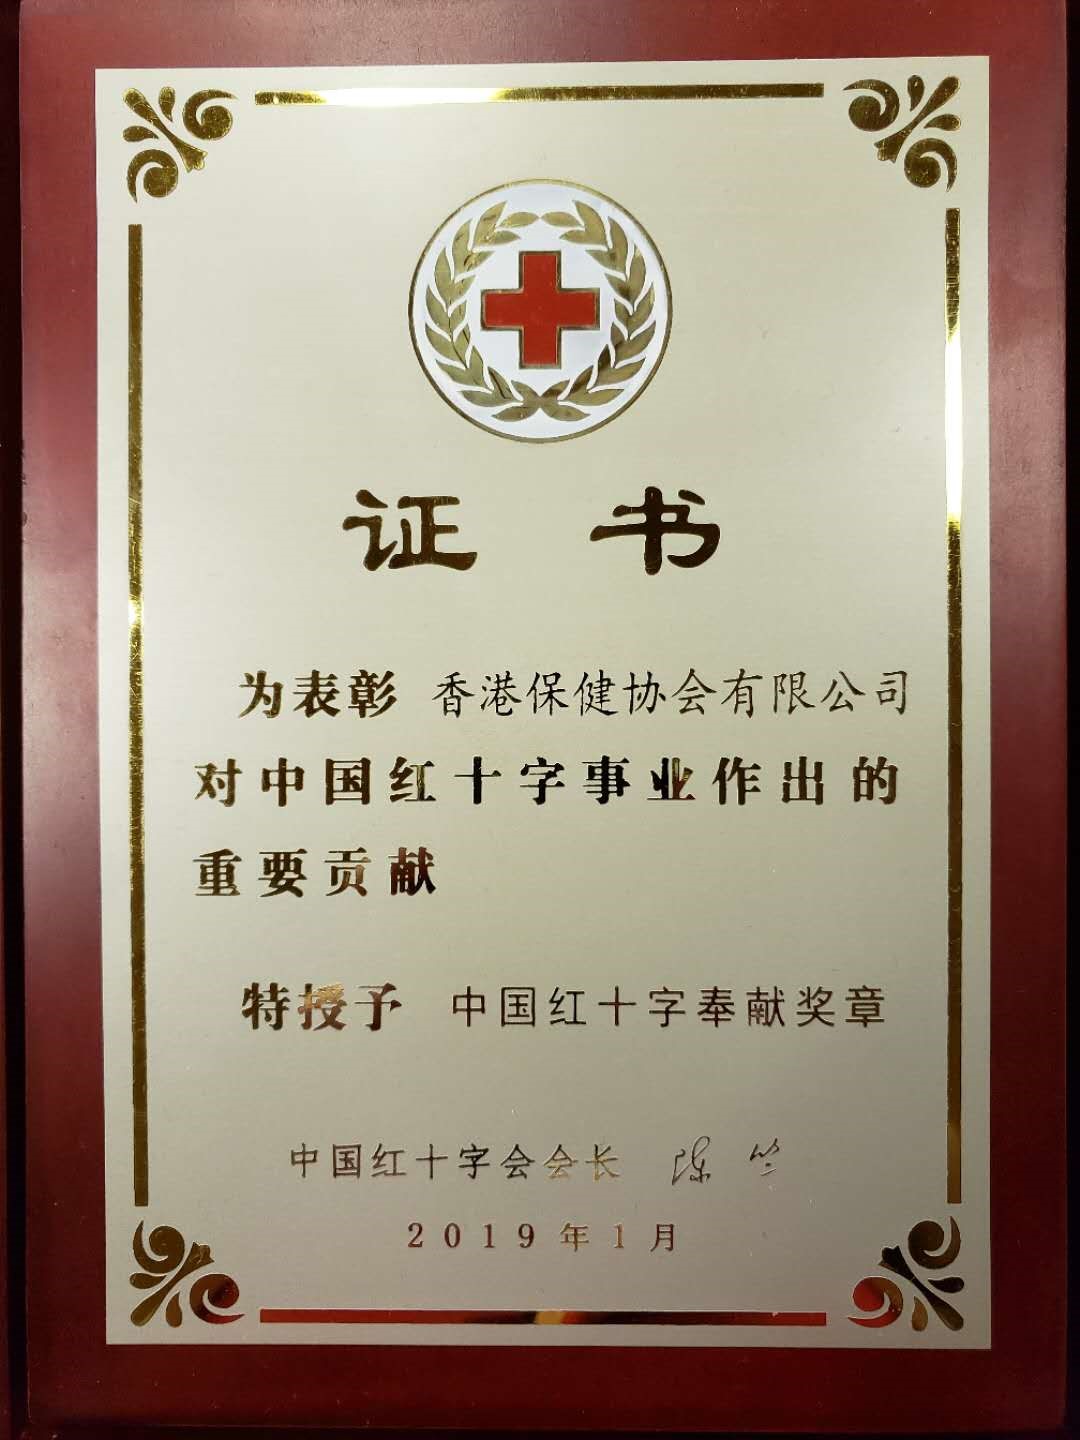 证书
为表彰 香港保健协会有限公司
对中国红十字事业作出的
重要贡献
特授予 中国红十字奉献奖章
中国红十字会会长 陈竺
2019年1月